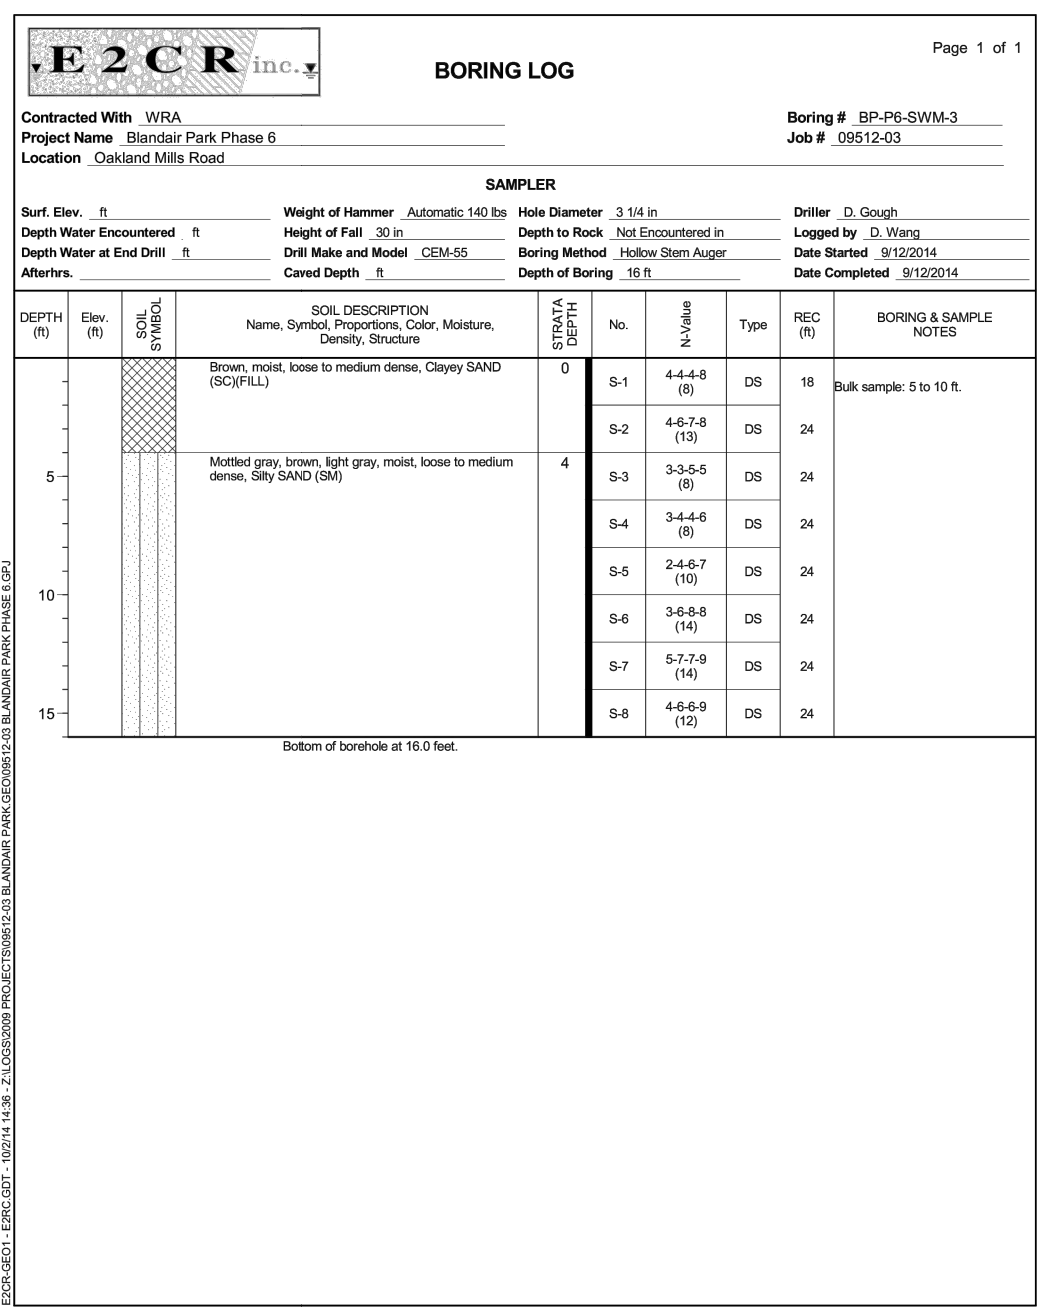 E2CR inc.
Page 1 of 1
BORING LOG
Contracted With WRA
Boring # BP-P6-SWM-3
Project Name Blandair Park Phase 6
Job # 09512-03
Location Oakland Mills Road
SAMPLER
Surf. Elev. ft Weight of Hammer Automatic 140 lbs Hole Diameter 3 1/4 in Driller D. Gough
Depth Water Encountered ft Height of Fall 30 in Depth to Rock Not Encountered in Logged by D. Wang
Depth Water at End Drill ft Drill Make and Model CEM-55 Boring Method Hollow Stem Auger Date Started 9/12/2014
Afterhrs. Caved Depth ft Depth of Boring 16 ft Date Completed 9/12/2014
DEPTH
(ft)
Elev.
(ft)
SOIL
SYMBOL
SOIL DESCRIPTION
Name, Symbol, Proportions, Color, Moisture,
Density, Structure
STRATA
DEPTH
No.
N-Value
Type
REC
(ft)
BORING & SAMPLE
NOTES
Brown, moist, loose to medium dense, Clayey SAND
(SC)(FILL)
0
S-1 4-4-4-8 DS 18
(8)
Bulk sample: 5 to 10 ft.
S-2 4-6-7-8 DS 24
(13)
Mottled gray, brown, light gray, moist, loose to medium
dense, Silty SAND (SM)
4
5
S-3 3-3-5-5 DS 24
(8)
S-4 3-4-4-6 DS 24
(8)
S-5 2-4-6-7 DS 24
(10)
10
S-6 3-6-8-8 DS 24
(14)
S-7 5-7-7-9 DS 24
(14)
15
S-8 4-6-6-9 DS 24
(12)
Bottom of borehole at 16.0 feet.
E2CR-GEO1 - E2RC.GDT - 10/2/14 14:36 - Z:\LOGS\2009 PROJECTS\09512-03 BLANDAIR PARK.GEO\09512-03 BLANDAIR PARK PHASE 6.GPJ